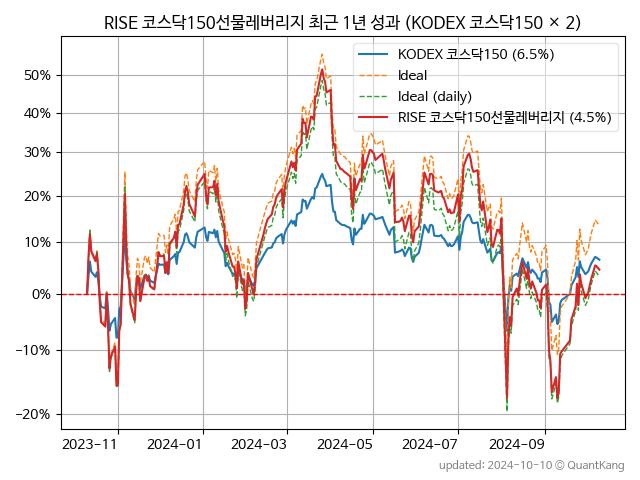 RISE 코스닥150선물레버리지 최근 1년 성과 (KODEX 코스닥150 × 2)
KODEX 코스닥150 (6.5%)
Ideal
Ideal (daily)
RISE 코스닥150선물레버리지 (4.5%)
50%
40%
30%
20%
10%
0%
−10%
−20%
2023-11
2024-01
2024-03
2024-05
2024-07
2024-09
updated: 2024-10-10 © QuantKang